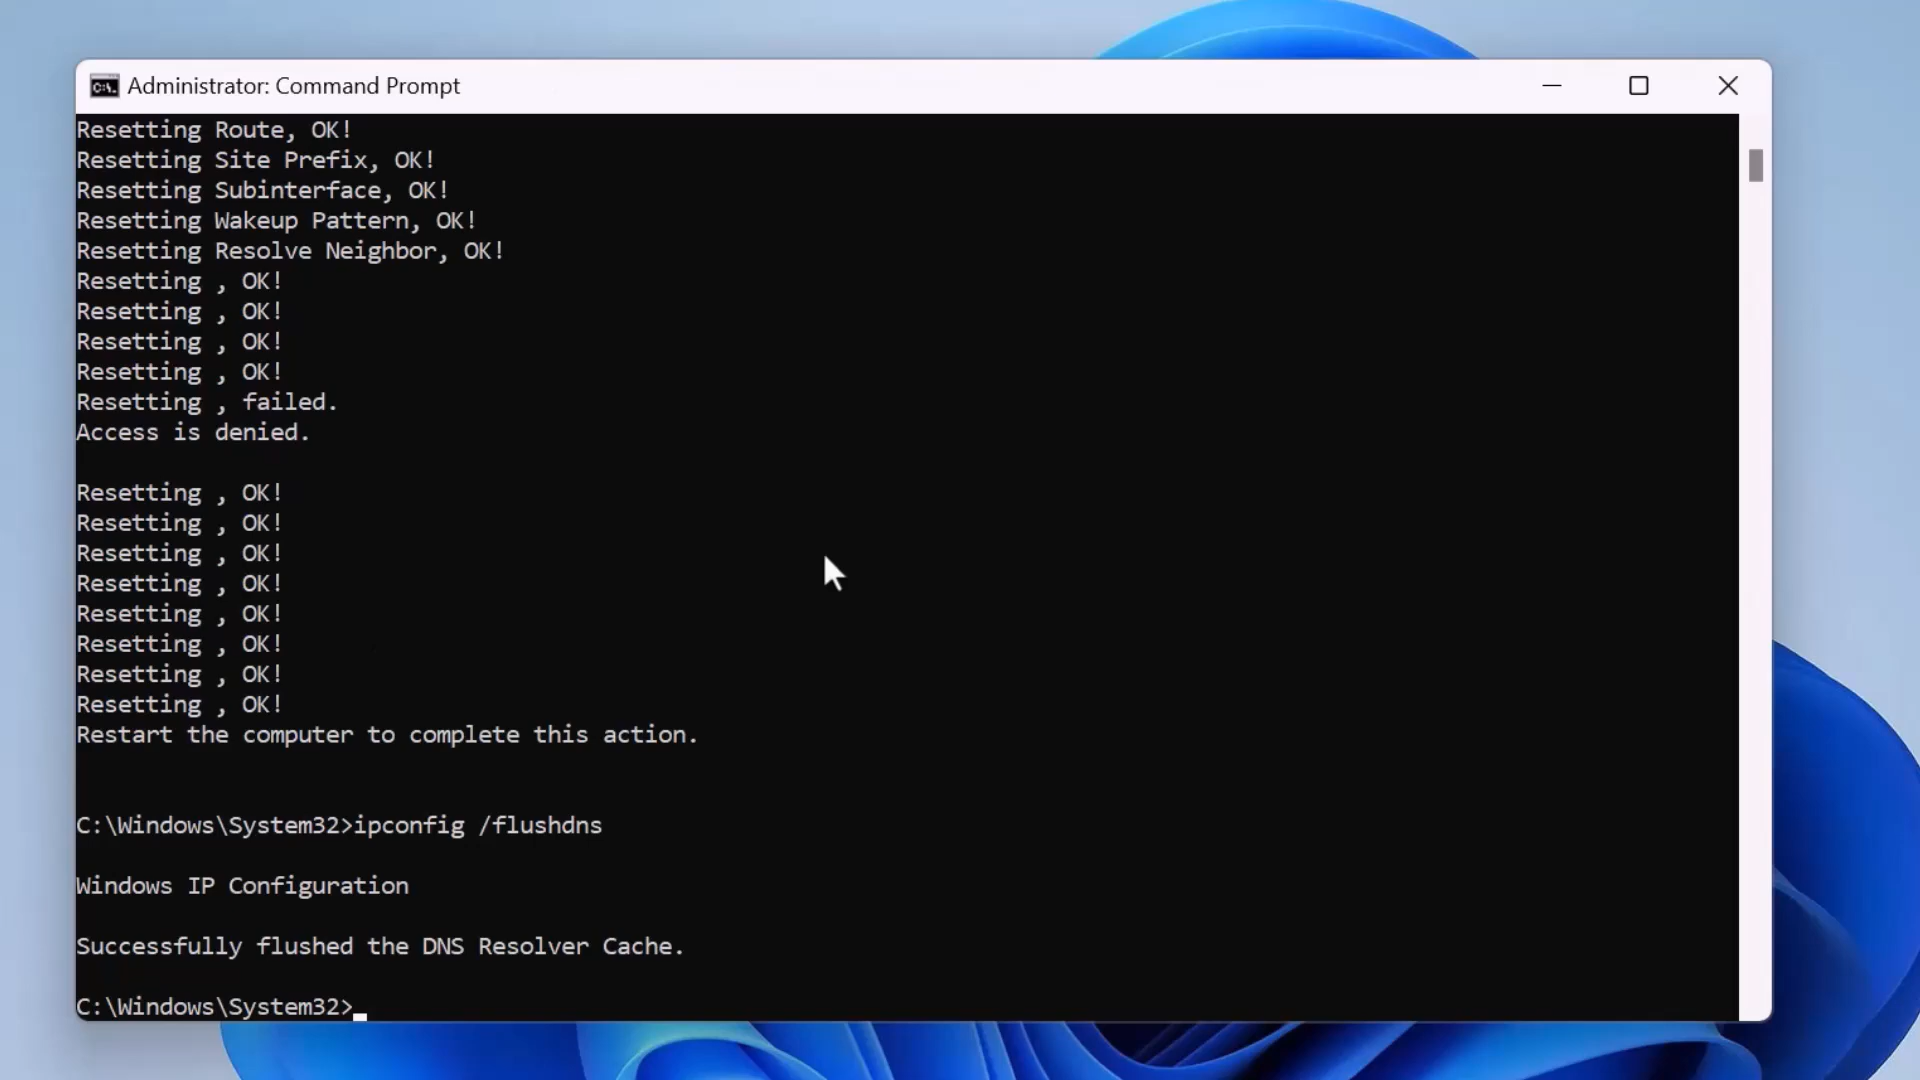 Administrator: Command Prompt
Resetting Route, OK!
Resetting Site Prefix, OK!
Resetting Subinterface, OK!
Resetting Wakeup Pattern, OK!
Resetting Resolve Neighbor, OK!
Resetting , OK!
Resetting , OK!
Resetting , OK!
Resetting , OK!
Resetting , failed.
Access is denied.
Resetting , OK!
Resetting , OK!
Resetting , OK!
Resetting , OK!
Resetting , OK!
Resetting , OK!
Resetting , OK!
Resetting , OK!
Restart the computer to complete this action.
C:\Windows\System32>ipconfig /flushdns
Windows IP Configuration
Successfully flushed the DNS Resolver Cache.
C:\Windows\System32>